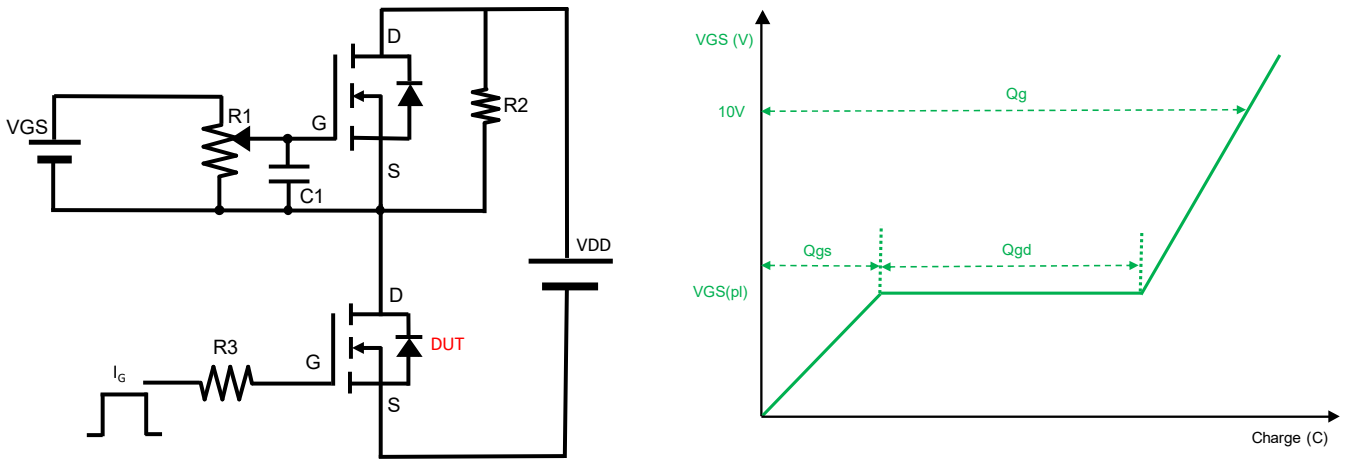 D
R1
R2
VGS
G
S
C1
VDD
D
R3
DUT
G
IG
S
VGS (V)
Qg
10V
Qgs
Qgd
VGS(pl)
Charge (C)